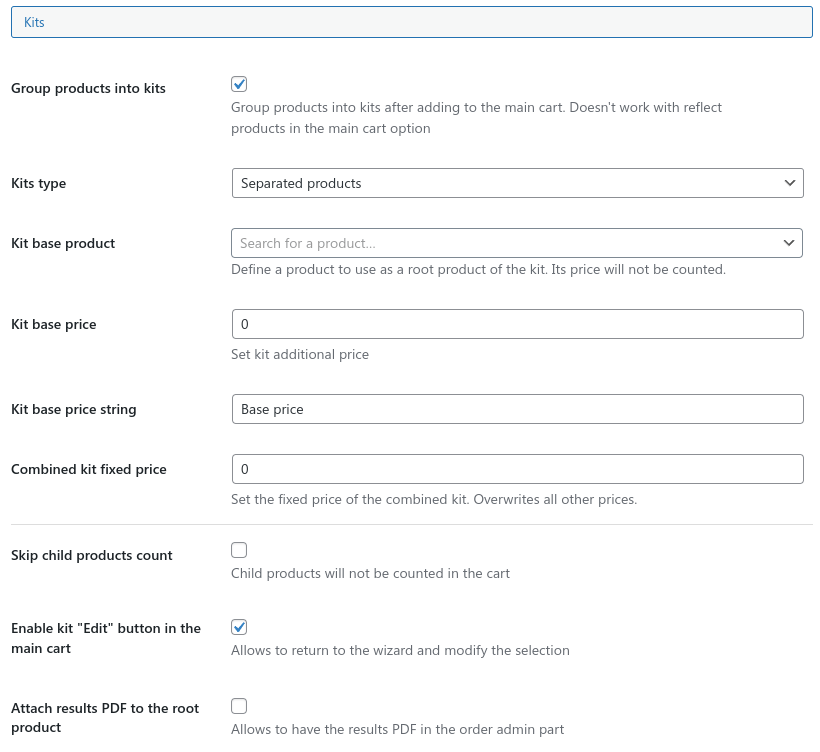 Kits
Group products into kits
Group products into kits after adding to the main cart. Doesn't work with reflect
products in the main cart option
Kits type
Separated products
Kit base product
Search for a product...
Define a product to use as a root product of the kit. Its price will not be counted.
Kit base price
0
Set kit additional price
Kit base price string
Base price
Combined kit fixed price
0
Set the fixed price of the combined kit. Overwrites all other prices.
Skip child products count
Child products will not be counted in the cart
Enable kit "Edit" button in the
main cart
Allows to return to the wizard and modify the selection
Attach results PDF to the root
product
Allows to have the results PDF in the order admin part